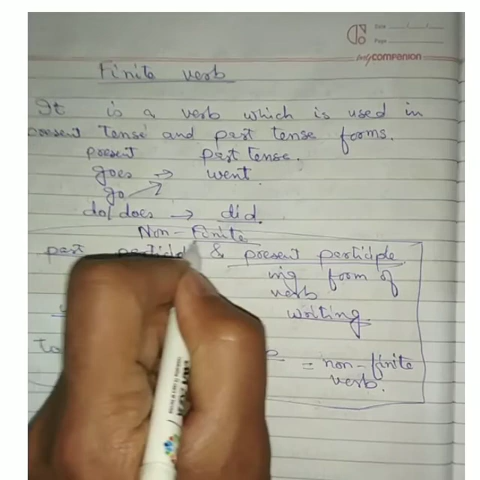 Date
Page
mycompanion
Finite verb
It is a verb which is used in
present tense and past tense forms.
present past tense.
goes → went.
go
do/does → did.
Non-Finite
past participle & present participle
ing form of
verb
writing
To = non-finite
verb.